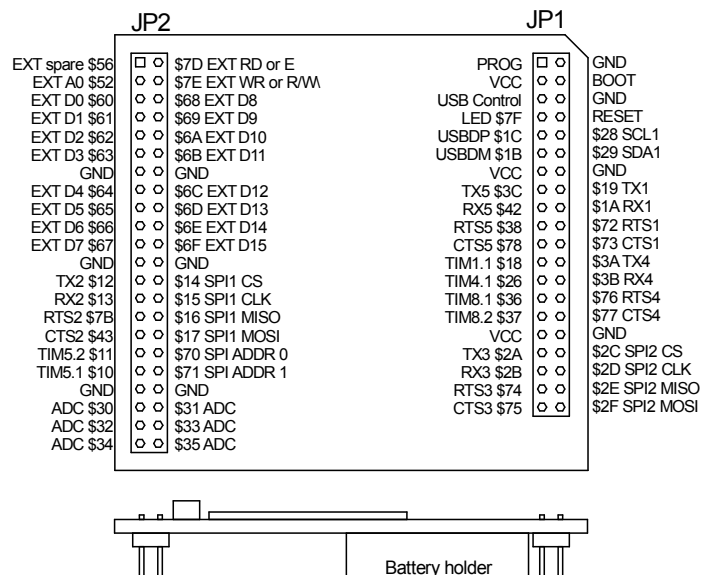 JP2
JP1
EXT spare $56 $7D EXT RD or E PROG GND
EXT A0 $52 $7E EXT WR or R/W\ VCC BOOT
EXT D0 $60 $68 EXT D8 USB Control GND
EXT D1 $61 $69 EXT D9 LED $7F RESET
EXT D2 $62 $6A EXT D10 USBDP $1C $28 SCL1
EXT D3 $63 $6B EXT D11 USBDM $1B $29 SDA1
GND GND VCC GND
EXT D4 $64 $6C EXT D12 TX5 $3C $19 TX1
EXT D5 $65 $6D EXT D13 RX5 $42 $1A RX1
EXT D6 $66 $6E EXT D14 RTS5 $38 $72 RTS1
EXT D7 $67 $6F EXT D15 CTS5 $78 $73 CTS1
GND GND TIM1.1 $18 $3A TX4
TX2 $12 $14 SPI1 CS TIM4.1 $26 $3B RX4
RX2 $13 $15 SPI1 CLK TIM8.1 $36 $76 RTS4
RTS2 $7B $16 SPI1 MISO TIM8.2 $37 $77 CTS4
CTS2 $43 $17 SPI1 MOSI VCC GND
TIM5.2 $11 $70 SPI ADDR 0 TX3 $2A $2C SPI2 CS
TIM5.1 $10 $71 SPI ADDR 1 RX3 $2B $2D SPI2 CLK
GND GND RTS3 $74 $2E SPI2 MISO
ADC $30 $31 ADC CTS3 $75 $2F SPI2 MOSI
ADC $32 $33 ADC
ADC $34 $35 ADC
Battery holder